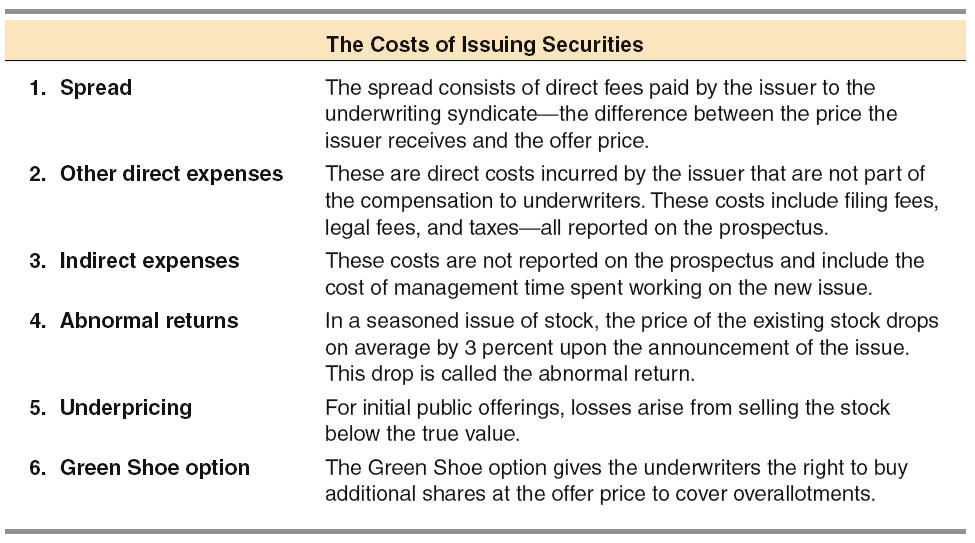 The Costs of Issuing Securities
1. Spread
The spread consists of direct fees paid by the issuer to the
underwriting syndicate—the difference between the price the
issuer receives and the offer price.
2. Other direct expenses
These are direct costs incurred by the issuer that are not part of
the compensation to underwriters. These costs include filing fees,
legal fees, and taxes—all reported on the prospectus.
3. Indirect expenses
These costs are not reported on the prospectus and include the
cost of management time spent working on the new issue.
4. Abnormal returns
In a seasoned issue of stock, the price of the existing stock drops
on average by 3 percent upon the announcement of the issue.
This drop is called the abnormal return.
5. Underpricing
For initial public offerings, losses arise from selling the stock
below the true value.
6. Green Shoe option
The Green Shoe option gives the underwriters the right to buy
additional shares at the offer price to cover overallotments.